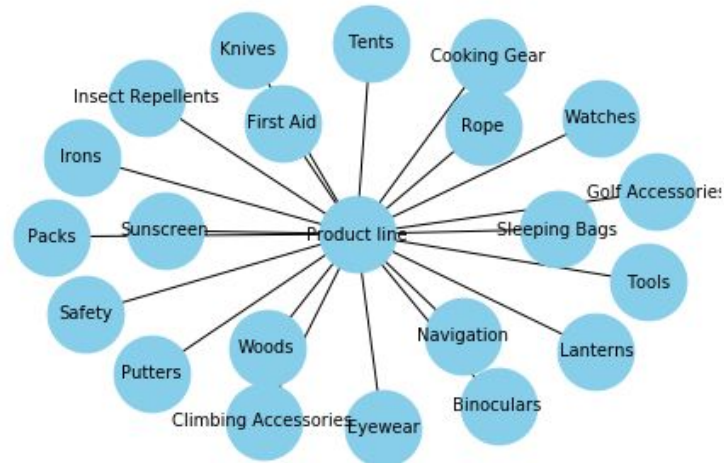 Knives
Tents
Cooking Gear
Insect Repellents
First Aid
Rope
Watches
Irons
Golf Accessories
Packs
Sunscreen
Product line
Sleeping Bags
Tools
Safety
Woods
Navigation
Lanterns
Putters
Climbing Accessories
Eyewear
Binoculars